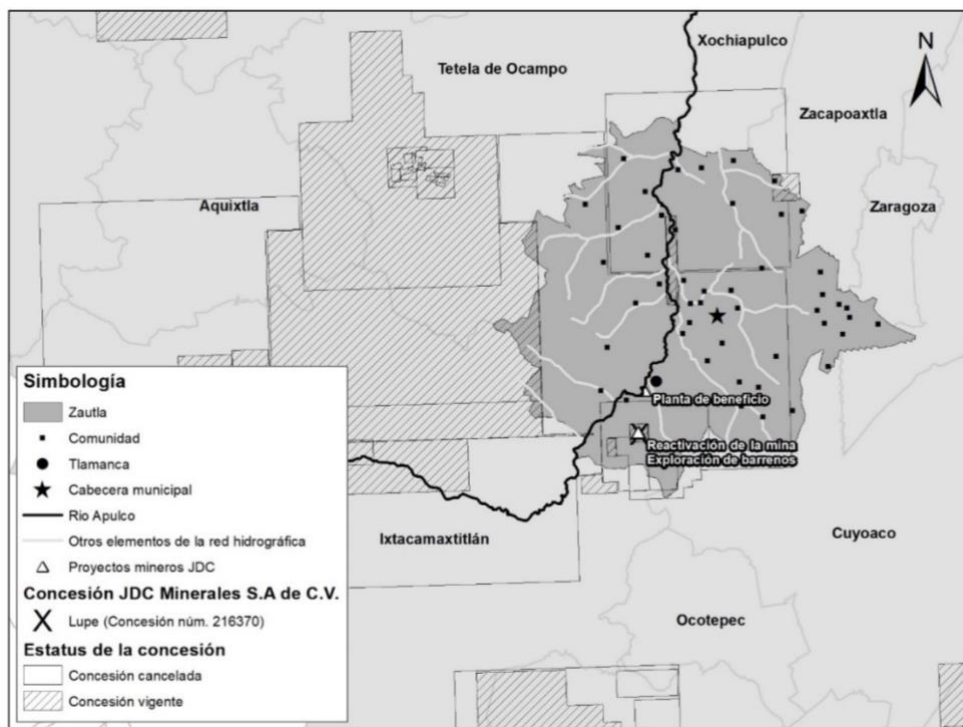 Xochiapulco
N
Tetela de Ocampo
Zacapoaxtla
Aquixtla
Zaragoza
Planta de beneficio
Reactivación de la mina
Exploración de barrenos
Ixtacamaxtitlán
Cuyoaco
Ocotepec
Simbología
Zautla
Comunidad
Tlamanca
Cabecera municipal
Río Apulco
Otros elementos de la red hidrográfica
Proyectos mineros JDC
Concesión JDC Minerales S.A de C.V.
Lupe (Concesión núm. 216370)
Estatus de la concesión
Concesión cancelada
Concesión vigente